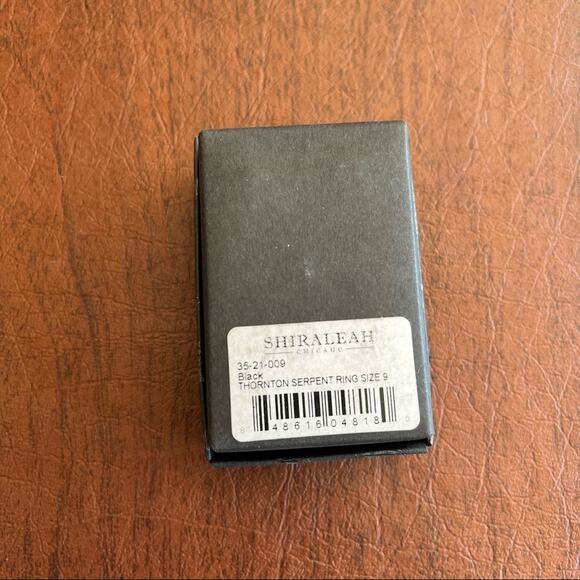 SHIRALEAH
CHICAGO
35-21-009
Black
THORNTON SERPENT RING SIZE 9
8 48616 04818 0